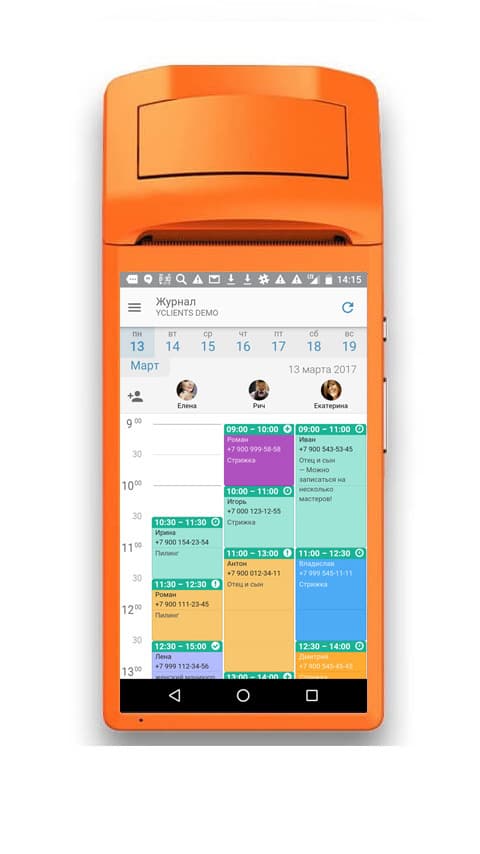 14:15
Журнал
YCLIENTS DEMO
пн вт ср чт пт сб вс
13 14 15 16 17 18 19
Март
13 марта 2017
Елена Рич Екатерина
9 00
30
10 00
30
11 00
30
12 00
30
13 00
10:30 – 11:30
Ирина
+7 900 154-23-54
Пилинг
11:30 – 12:30
Роман
+7 900 111-23-45
Пилинг
12:30 – 15:00
Лена
+7 999 112-34-56
женский маникюр
09:00 – 10:00
Роман
+7 900 999-58-58
Стрижка
10:00 – 11:00
Игорь
+7 000 123-12-55
Стрижка
11:00 – 13:00
Антон
+7 900 012-34-11
Отец и сын
13:00 – 14:00
09:00 – 11:00
Иван
+7 900 543-53-45
Отец и сын
— Можно
записаться на
несколько
мастеров!
11:00 – 12:30
Владислав
+7 999 545-11-11
Стрижка
12:30 – 14:00
Дмитрий
+7 900 545-45-45
Стрижка